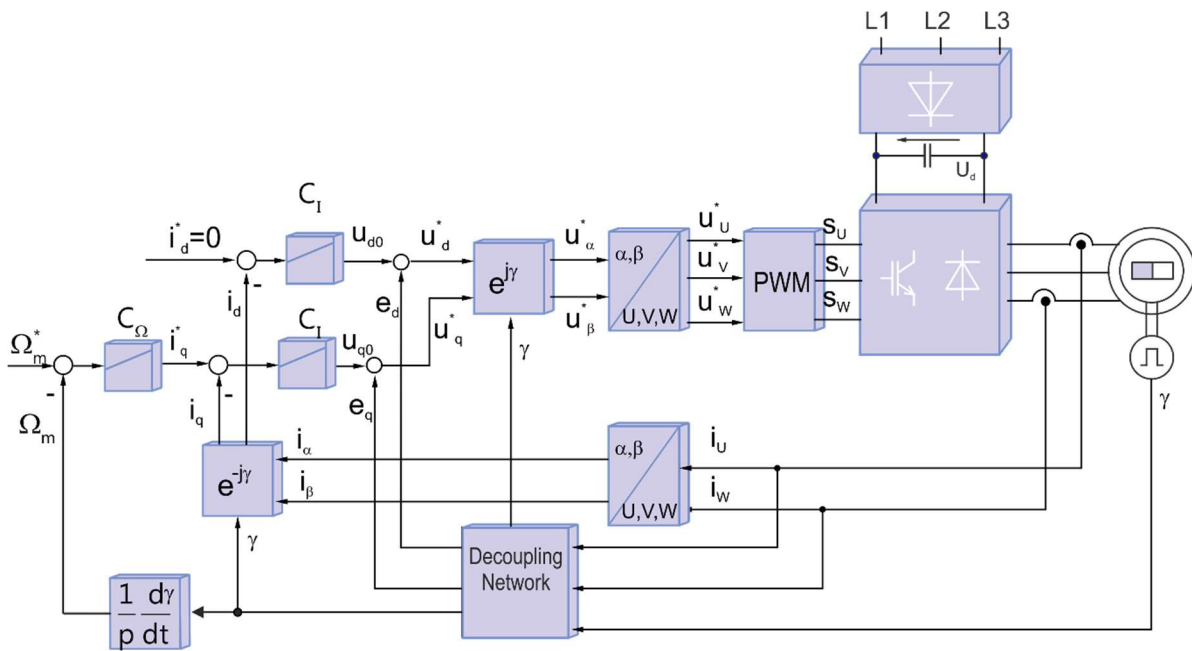 L1 L2 L3
U_d
C_I
i*_d=0
u_d0
u*_d
u*_α
u*_U
s_U
α,β
e^jγ
u*_V
s_V
PWM
i_d
e_d
u*_W
s_W
C_Ω
C_I
u*_q
u*_β
U,V,W
Ω*_m
i*_q
u_q0
γ
-
-
-
i_q
e_q
γ
Ω_m
i_α
α,β
i_U
e^-jγ
i_β
i_W
U,V,W
γ
Decoupling
Network
1 dγ
p dt